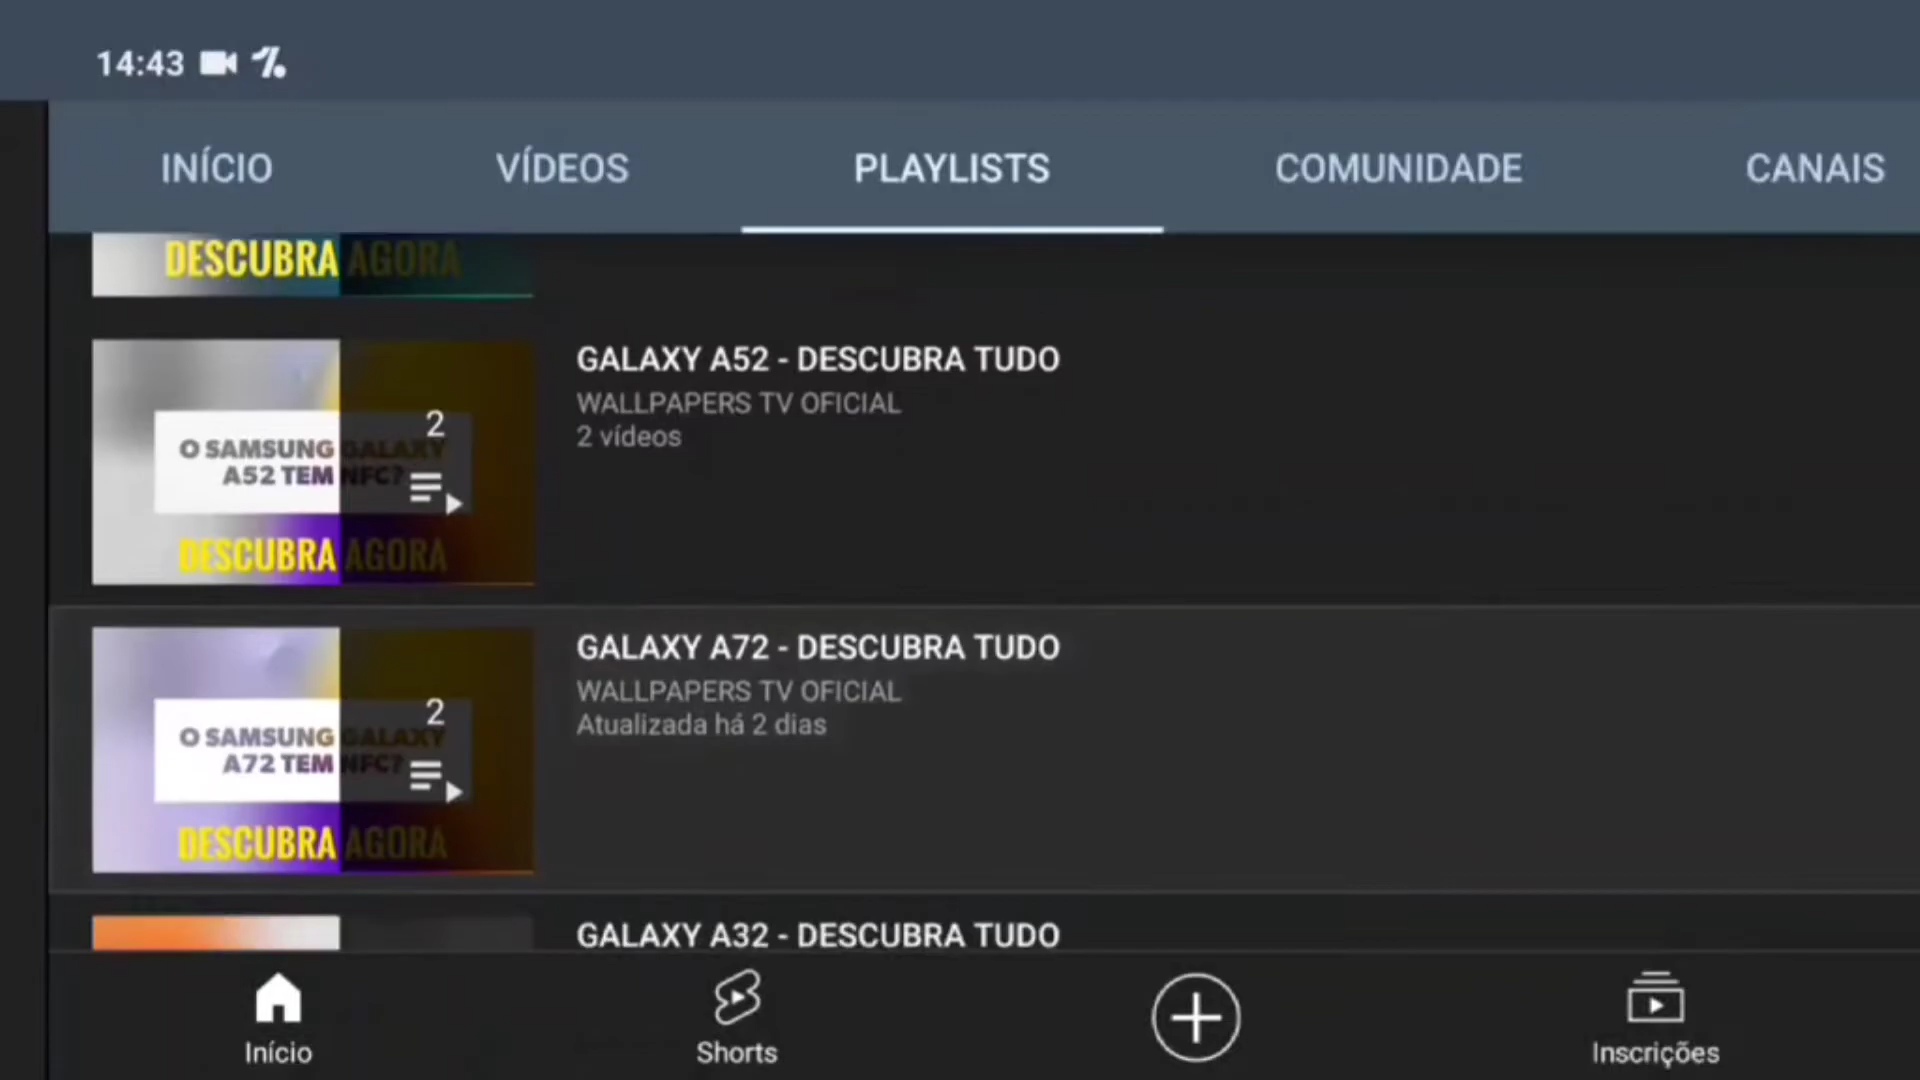 14:43
INÍCIO VÍDEOS PLAYLISTS COMUNIDADE CANAIS
DESCUBRA AGORA
GALAXY A52 - DESCUBRA TUDO
WALLPAPERS TV OFICIAL
2 vídeos
2
O SAMSUNG GALAXY
A52 TEM NFC?
DESCUBRA AGORA
GALAXY A72 - DESCUBRA TUDO
WALLPAPERS TV OFICIAL
Atualizada há 2 dias
2
O SAMSUNG GALAXY
A72 TEM NFC?
DESCUBRA AGORA
GALAXY A32 - DESCUBRA TUDO
Início Shorts Inscrições